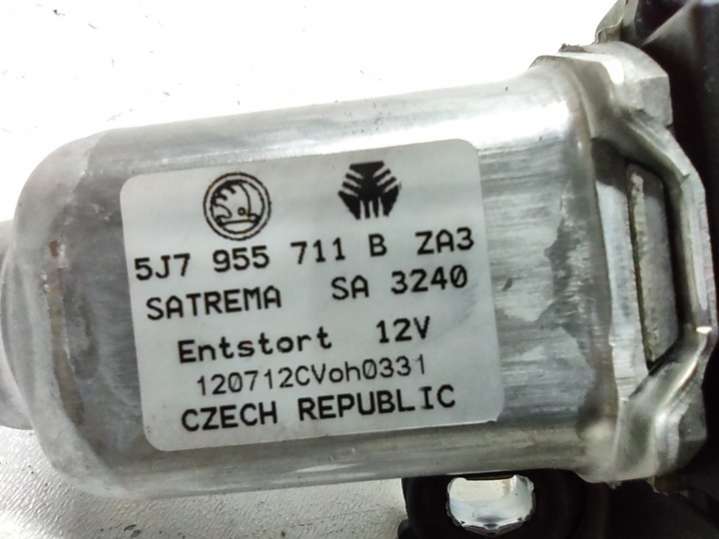 5J7 955 711 B ZA3
SATREMA SA 3240
Entstort 12V
120712CVoh0331
CZECH REPUBLIC